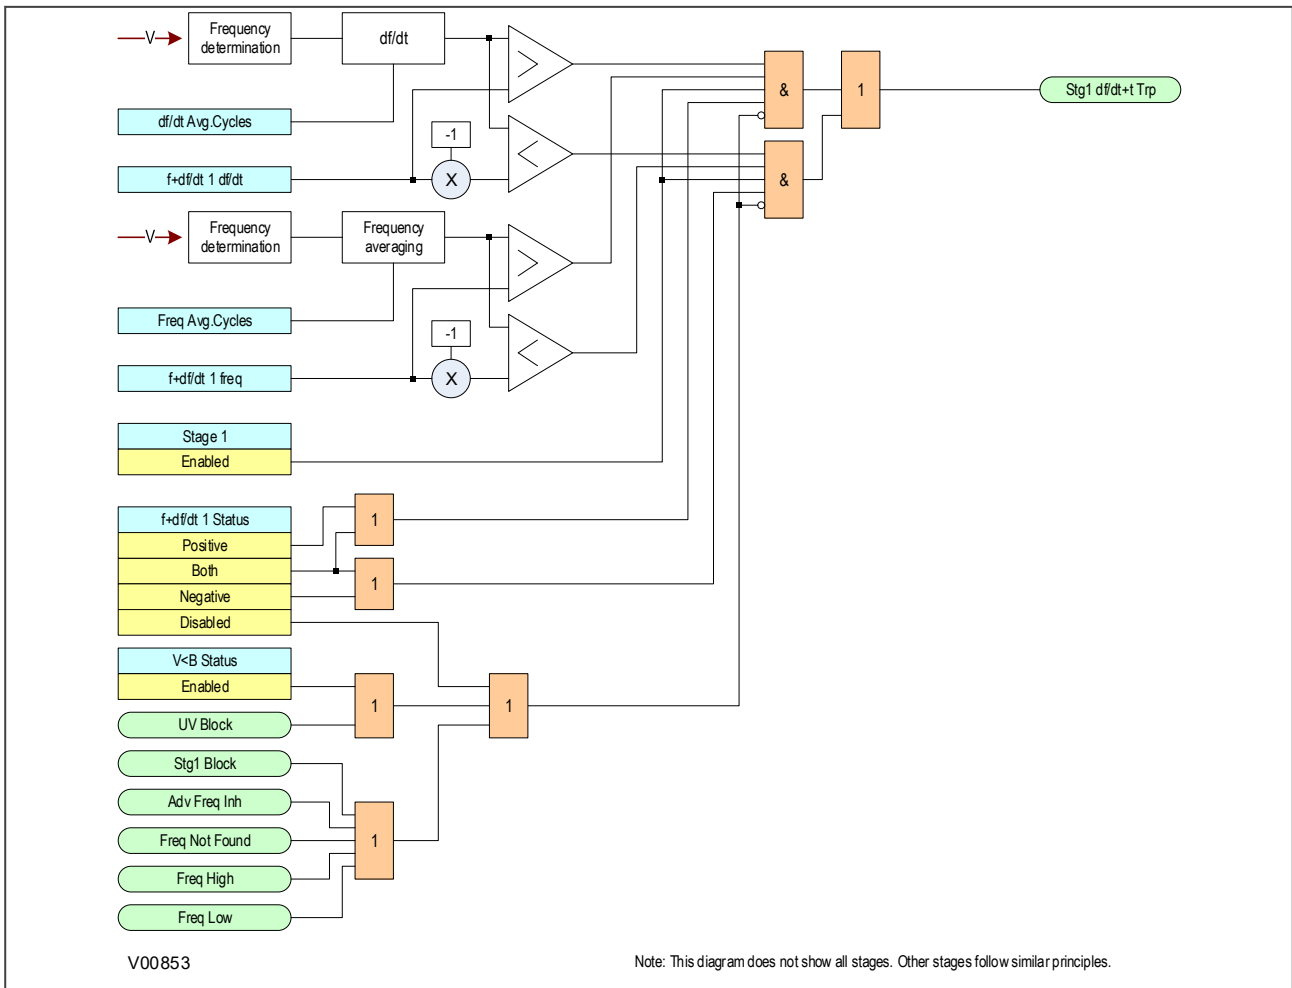 V
Frequency
determination
df/dt
>
&
1
Stg1 df/dt+t Trp
df/dt Avg.Cycles
-1
<
f+df/dt 1 df/dt
X
&
V
Frequency
determination
Frequency
averaging
>
Freq Avg.Cycles
-1
<
f+df/dt 1 freq
X
Stage 1
Enabled
f+df/dt 1 Status
1
Positive
Both
1
Negative
Disabled
V<B Status
Enabled
1
1
UV Block
Stg1 Block
Adv Freq Inh
Freq Not Found
1
Freq High
Freq Low
V00853
Note: This diagram does not show all stages. Other stages follow similar principles.